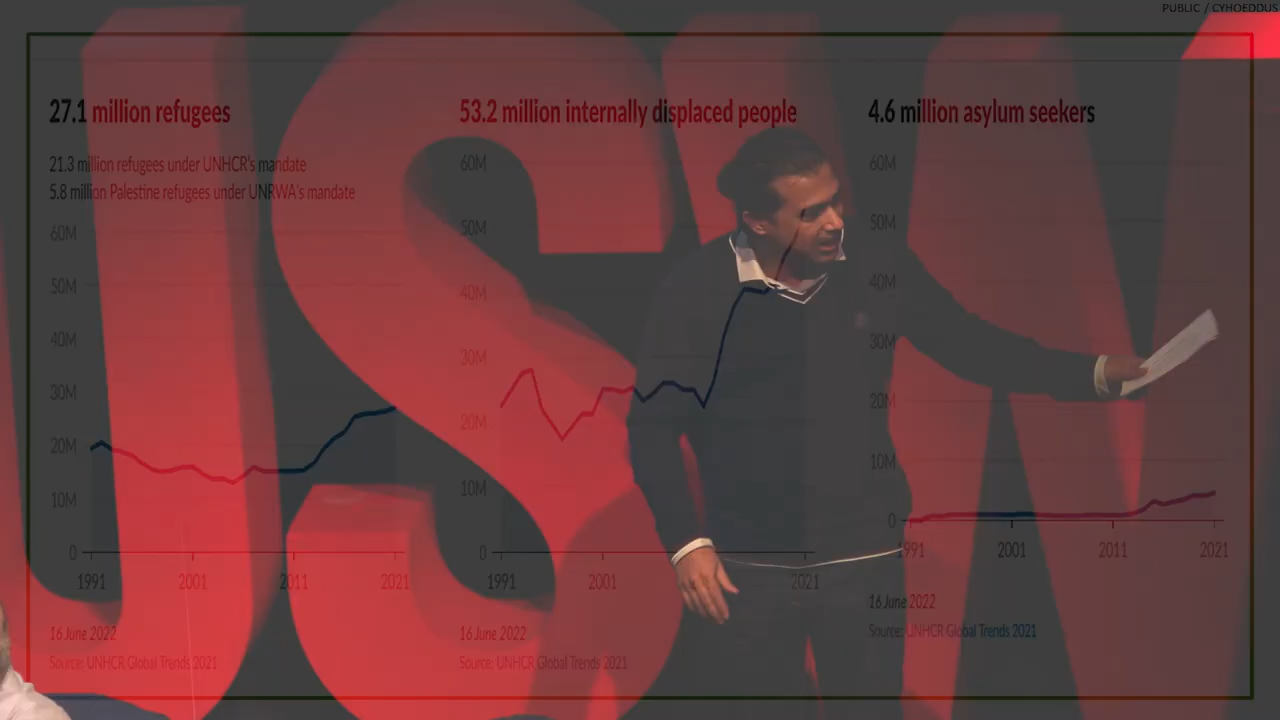 PUBLIC / CYHOEDDUS
27.1 million refugees
21.3 million refugees under UNHCR's mandate
5.8 million Palestine refugees under UNRWA's mandate
60M
50M
40M
30M
20M
10M
0
1991 2001 2011 2021
16 June 2022
Source: UNHCR Global Trends 2021
53.2 million internally displaced people
60M
50M
40M
30M
20M
10M
0
1991 2001 2021
16 June 2022
Source: UNHCR Global Trends 2021
4.6 million asylum seekers
60M
50M
40M
30M
20M
10M
0
1991 2001 2011 2021
16 June 2022
Source: UNHCR Global Trends 2021